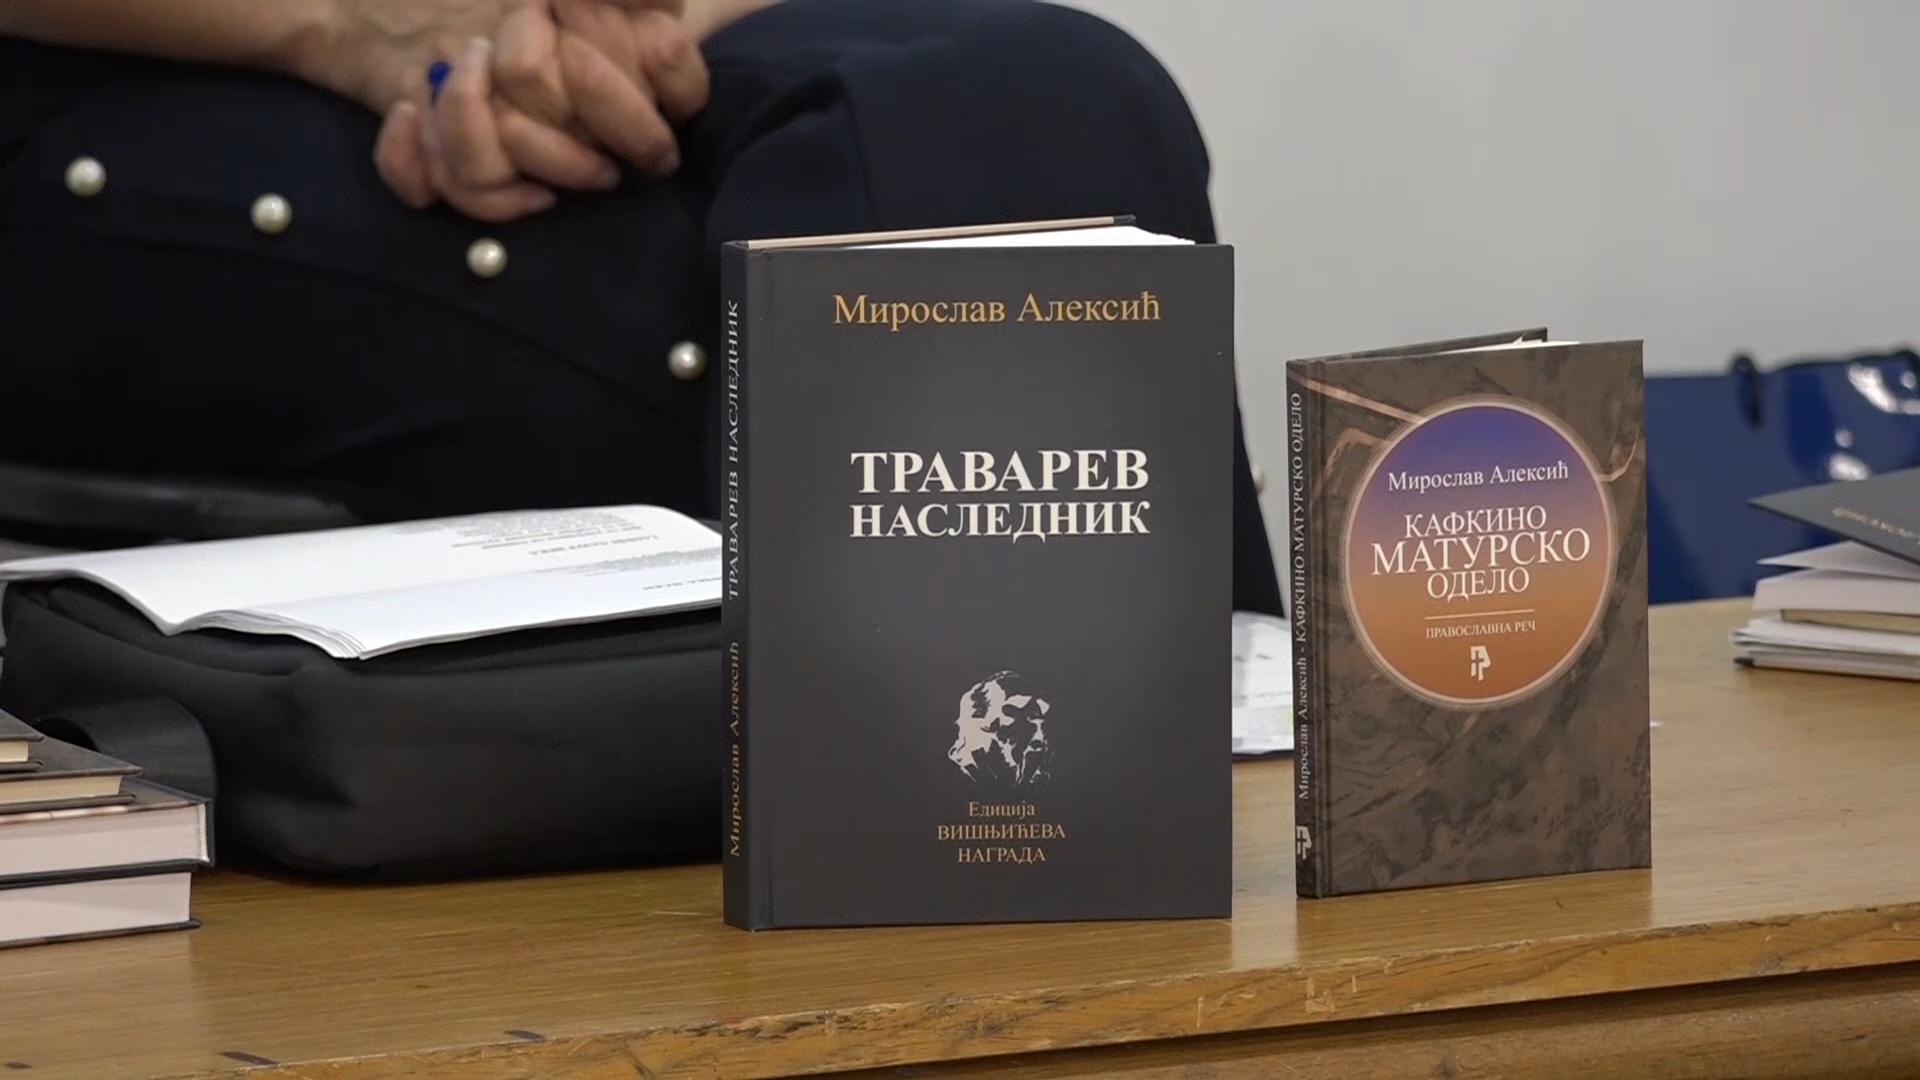 Мирослав Алексић
ТРАВАРЕВ
НАСЛЕДНИК
Едиција
ВИШЊИЋЕВА
НАГРАДА
Мирослав Алексић ТРАВАРЕВ НАСЛЕДНИК
Мирослав Алексић
КАФКИНО
МАТУРСКО
ОДЕЛО
ПРАВОСЛАВНА РЕЧ
Мирослав Алексић - КАФКИНО МАТУРСКО ОДЕЛО